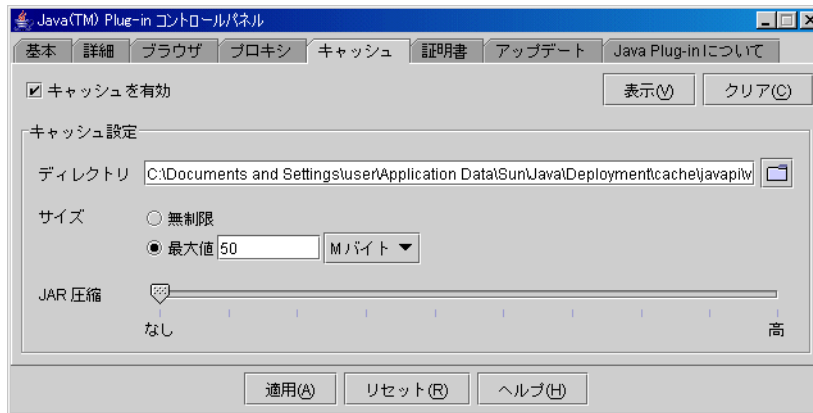 Java(TM) Plug-in コントロールパネル
基本 詳細 ブラウザ プロキシ キャッシュ 証明書 アップデート Java Plug-inについて
キャッシュを有効 表示(V) クリア(C)
キャッシュ設定
ディレクトリ C:\Documents and Settings\user\Application Data\Sun\Java\Deployment\cache\javapi\v
サイズ 無制限
最大値 50 Mバイト
JAR 圧縮
なし 高
適用(A) リセット(R) ヘルプ(H)